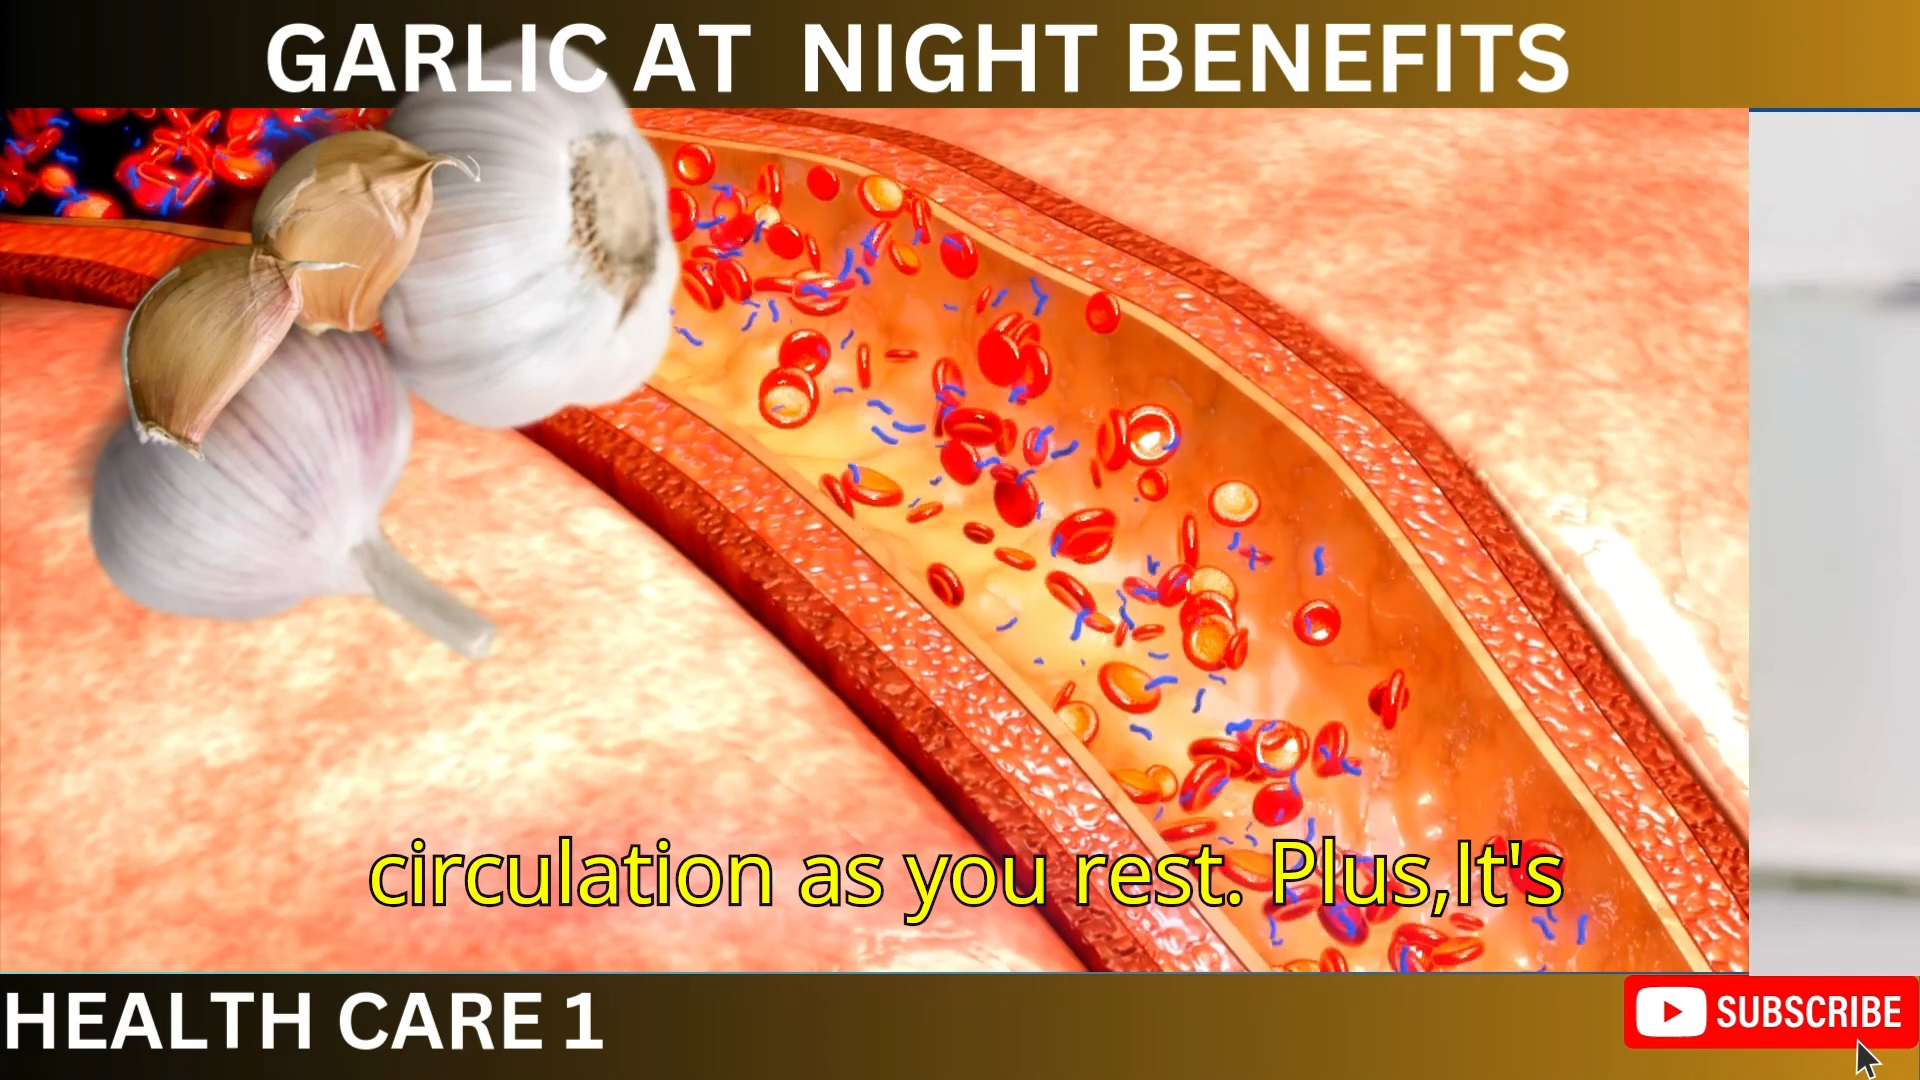 GARLIC AT NIGHT BENEFITS
circulation as you rest. Plus,It's
HEALTH CARE 1
SUBSCRIBE